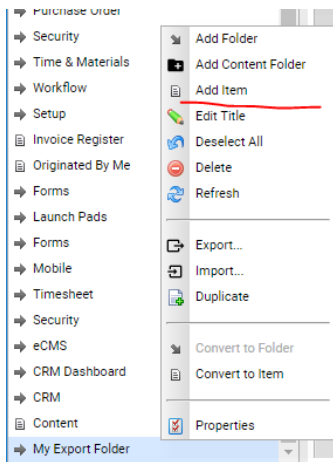 Purchase Order
Security
Time & Materials
Workflow
Setup
Invoice Register
Originated By Me
Forms
Launch Pads
Forms
Mobile
Timesheet
Security
eCMS
CRM Dashboard
CRM
Content
My Export Folder
Add Folder
Add Content Folder
Add Item
Edit Title
Deselect All
Delete
Refresh
Export...
Import...
Duplicate
Convert to Folder
Convert to Item
Properties